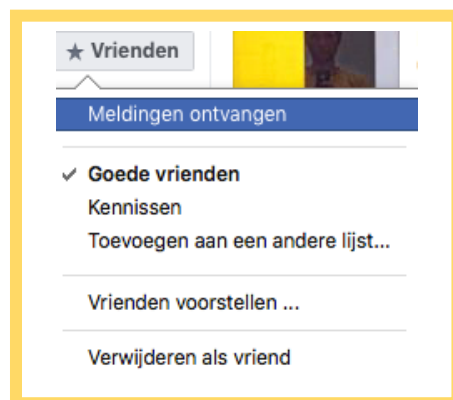 ★ Vrienden
Meldingen ontvangen
✓ Goede vrienden
Kennissen
Toevoegen aan een andere lijst...
Vrienden voorstellen ...
Verwijderen als vriend